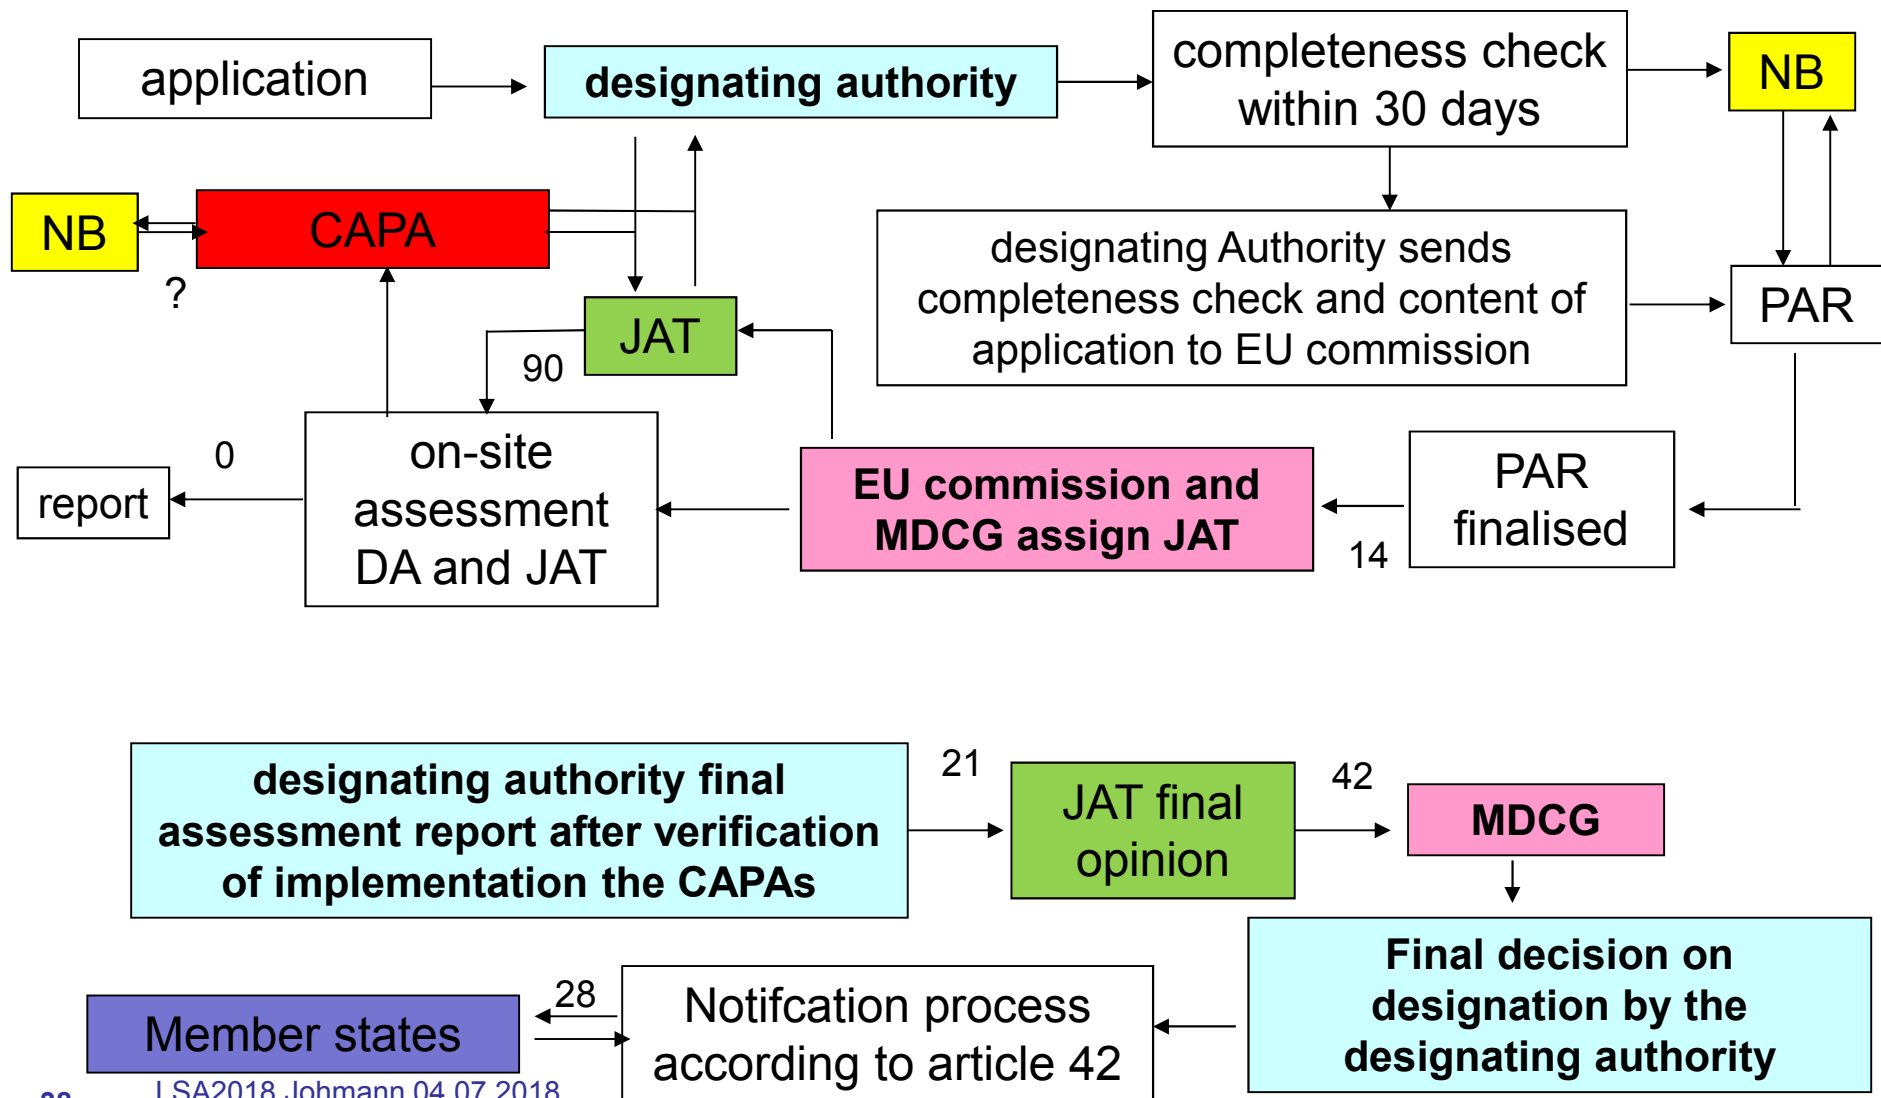 application
designating authority
completeness check
within 30 days
NB
NB
CAPA
?
designating Authority sends
completeness check and content of
application to EU commission
PAR
JAT
90
on-site
assessment
DA and JAT
0
report
EU commission and
MDCG assign JAT
14
PAR
finalised
designating authority final
assessment report after verification
of implementation the CAPAs
21
JAT final
opinion
42
MDCG
Final decision on
designation by the
designating authority
Notifcation process
according to article 42
28
Member states
LSA2018 Johmann 04.07.2018